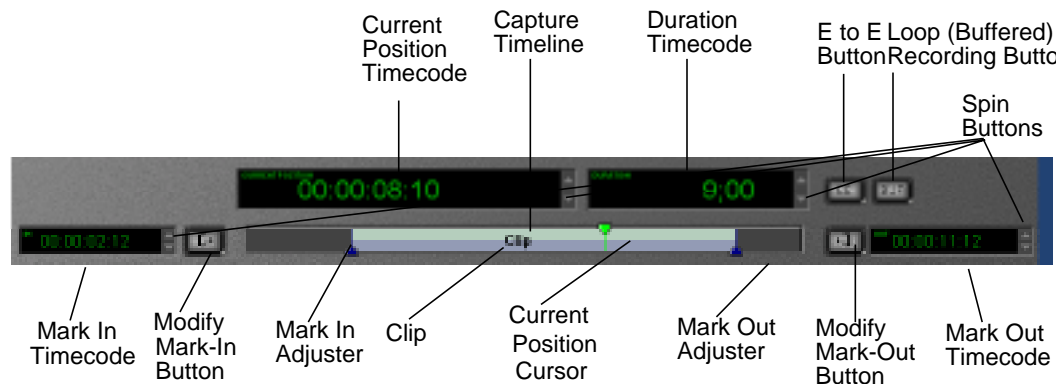 Current
Position
Timecode
Capture
Timeline
Duration
Timecode
E to E
Button
Loop (Buffered)
Recording Butto
Spin
Buttons
00:00:08:10
Duration
9;00
00:00:02:12
Clip
00:00:11:12
Mark In
Timecode
Modify
Mark-In
Button
Mark In
Adjuster
Clip
Current
Position
Cursor
Mark Out
Adjuster
Modify
Mark-Out
Button
Mark Out
Timecode